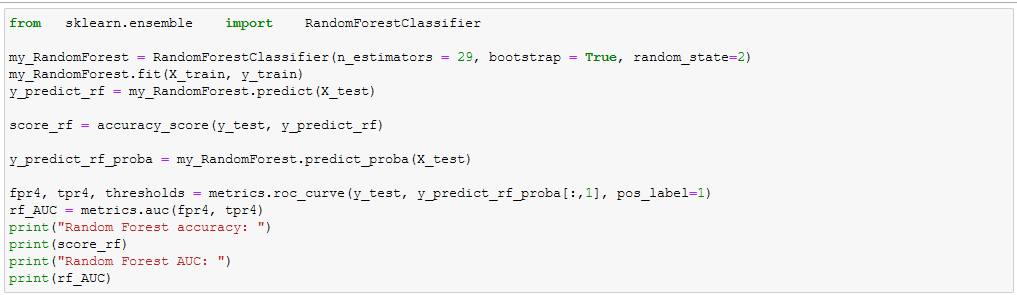 from sklearn.ensemble import RandomForestClassifier
my_RandomForest = RandomForestClassifier(n_estimators = 29, bootstrap = True, random_state=2)
my_RandomForest.fit(X_train, y_train)
y_predict_rf = my_RandomForest.predict(X_test)
score_rf = accuracy_score(y_test, y_predict_rf)
y_predict_rf_proba = my_RandomForest.predict_proba(X_test)
fpr4, tpr4, thresholds = metrics.roc_curve(y_test, y_predict_rf_proba[:,1], pos_label=1)
rf_AUC = metrics.auc(fpr4, tpr4)
print("Random Forest accuracy: ")
print(score_rf)
print("Random Forest AUC: ")
print(rf_AUC)